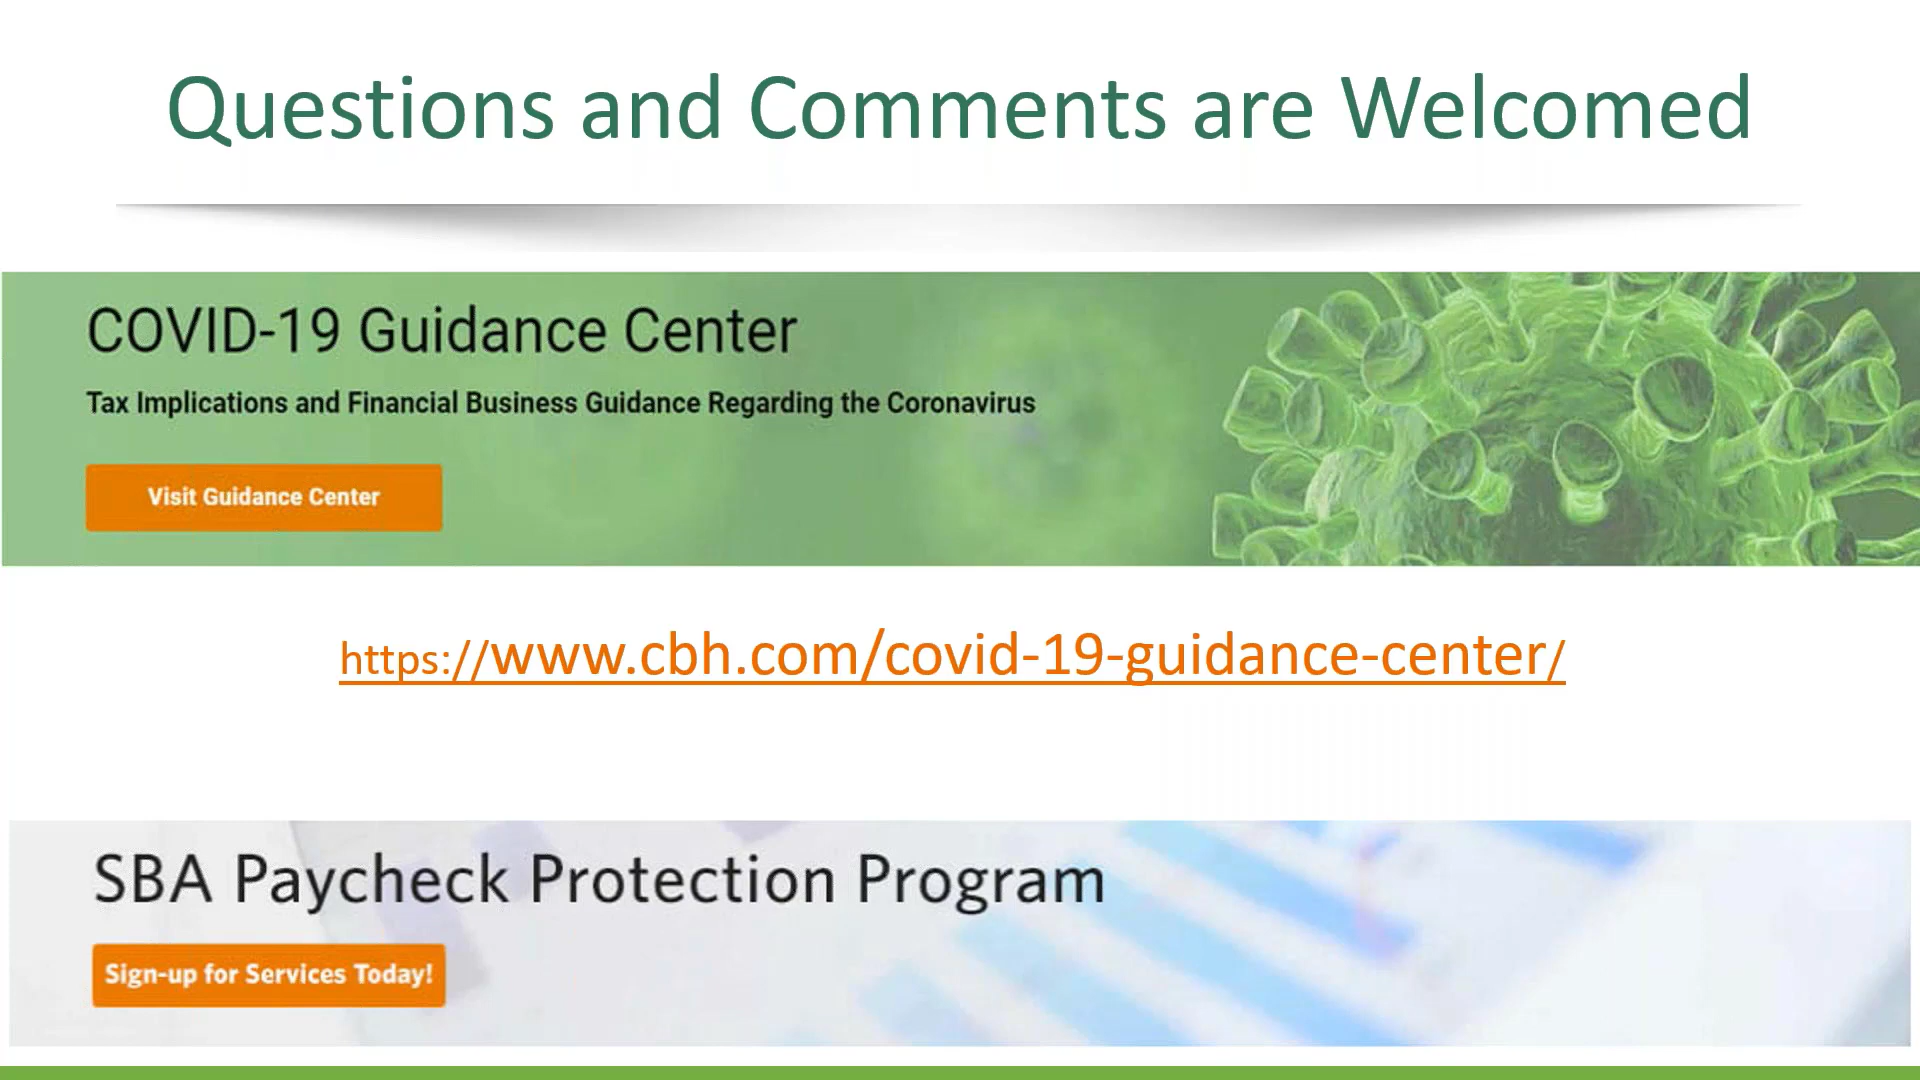 Questions and Comments are Welcomed
COVID-19 Guidance Center
Tax Implications and Financial Business Guidance Regarding the Coronavirus
Visit Guidance Center
https://www.cbh.com/covid-19-guidance-center/
SBA Paycheck Protection Program
Sign-up for Services Today!